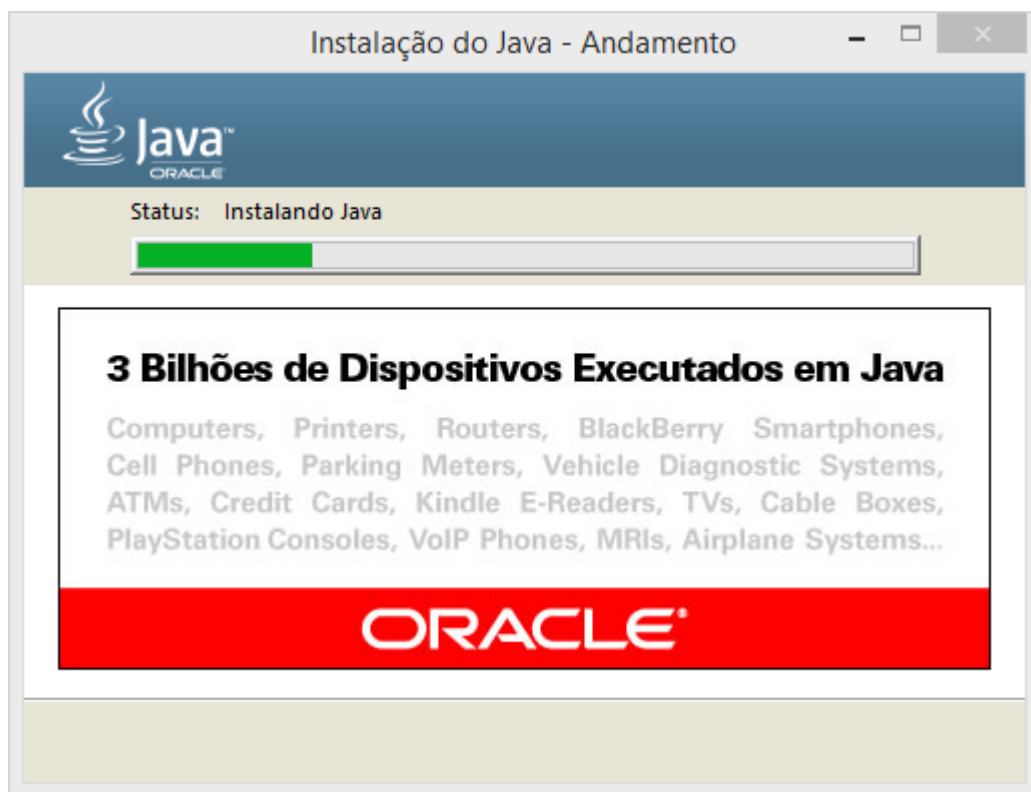 Instalação do Java - Andamento
Java™
ORACLE
Status: Instalando Java
3 Bilhões de Dispositivos Executados em Java
Computers, Printers, Routers, BlackBerry Smartphones,
Cell Phones, Parking Meters, Vehicle Diagnostic Systems,
ATMs, Credit Cards, Kindle E-Readers, TVs, Cable Boxes,
PlayStation Consoles, VoIP Phones, MRIs, Airplane Systems...
ORACLE®